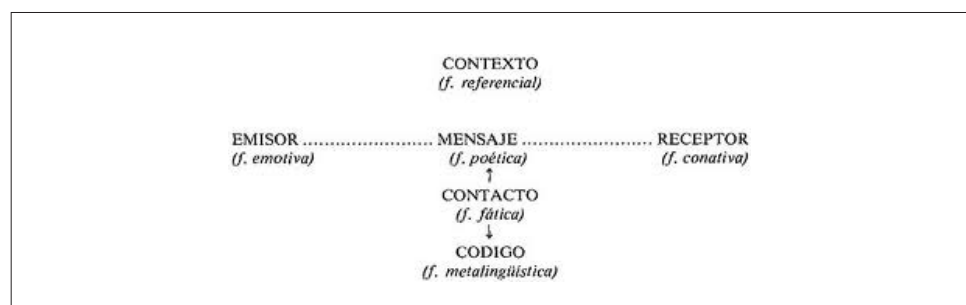 CONTEXTO
(f. referencial)
EMISOR ........................ MENSAJE ........................ RECEPTOR
(f. emotiva) (f. poética) (f. conativa)
↑
CONTACTO
(f. fática)
↓
CODIGO
(f. metalingüística)